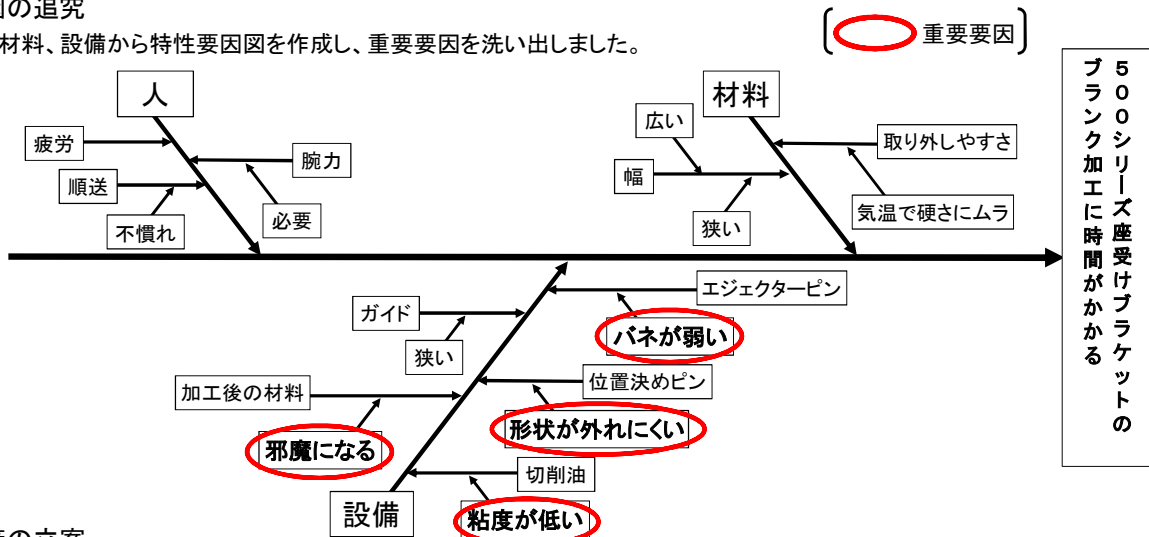 図の追究
材料、設備から特性要因図を作成し、重要要因を洗い出しました。
重要要因
人
材料
疲労
腕力
順送
不慣れ
必要
広い
幅
狭い
取り外しやすさ
気温で硬さにムラ
500シリーズ座受けブラケットの
ブランク加工に時間がかかる
エジェクターピン
バネが弱い
ガイド
狭い
加工後の材料
邪魔になる
位置決めピン
形状が外れにくい
切削油
粘度が低い
設備
の立案